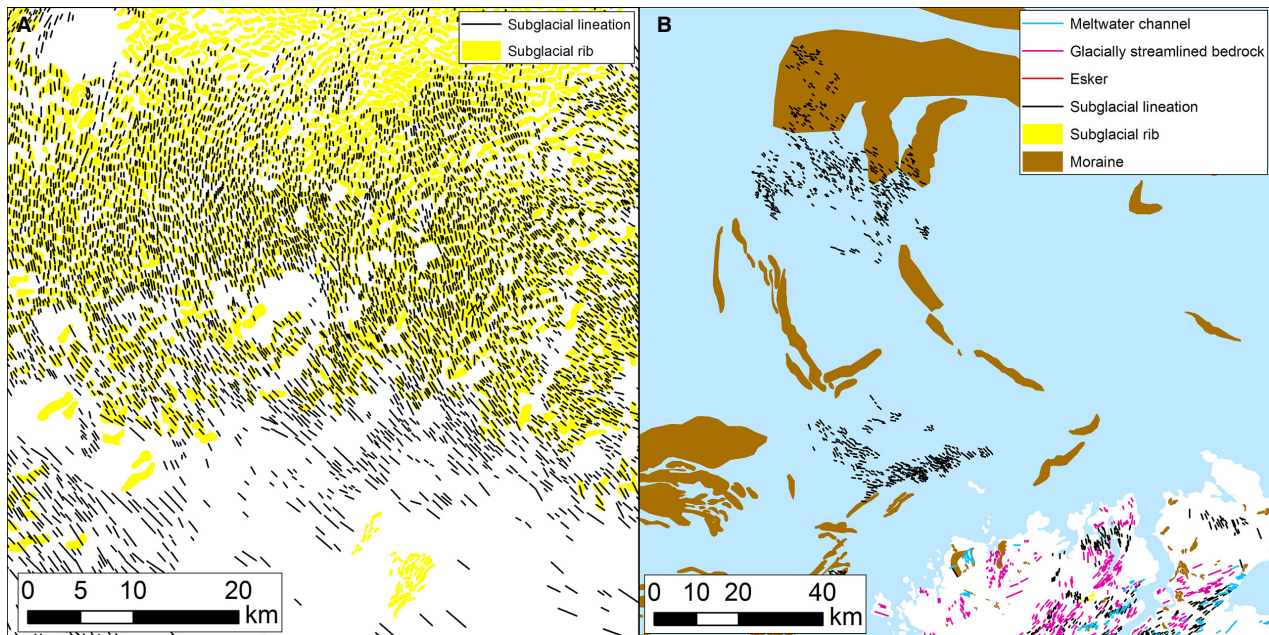 A
Subglacial lineation
Subglacial rib
0 5 10 20
km
B
Meltwater channel
Glacially streamlined bedrock
Esker
Subglacial lineation
Subglacial rib
Moraine
0 10 20 40
km